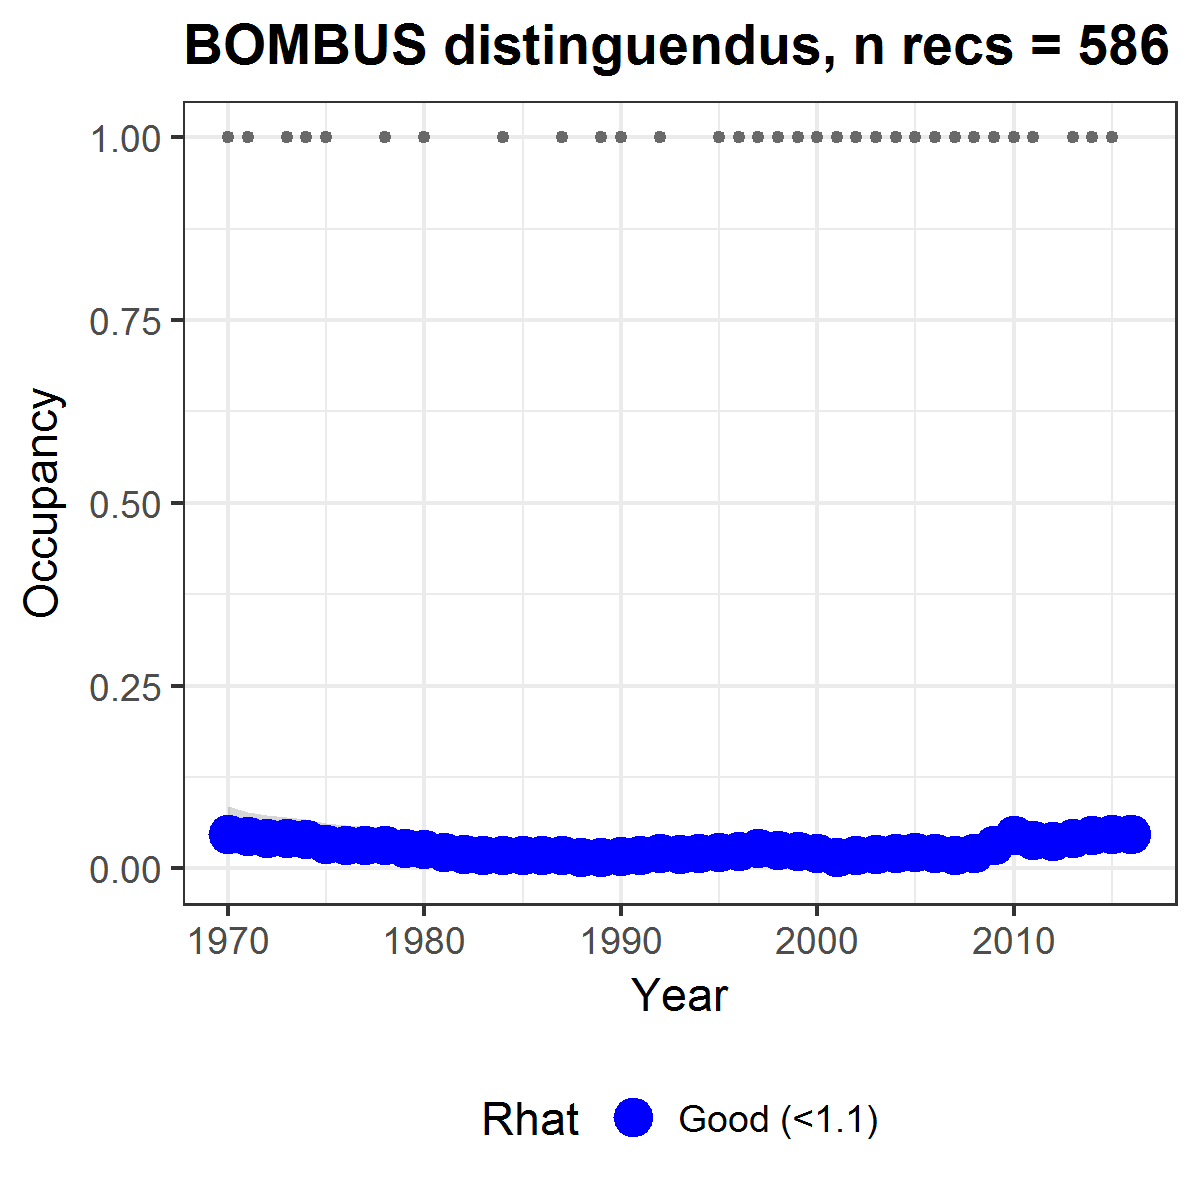 BOMBUS distinguendus, n recs = 586
1.00
0.75
0.50
0.25
0.00
Occupancy
1970 1980 1990 2000 2010
Year
Rhat Good (<1.1)